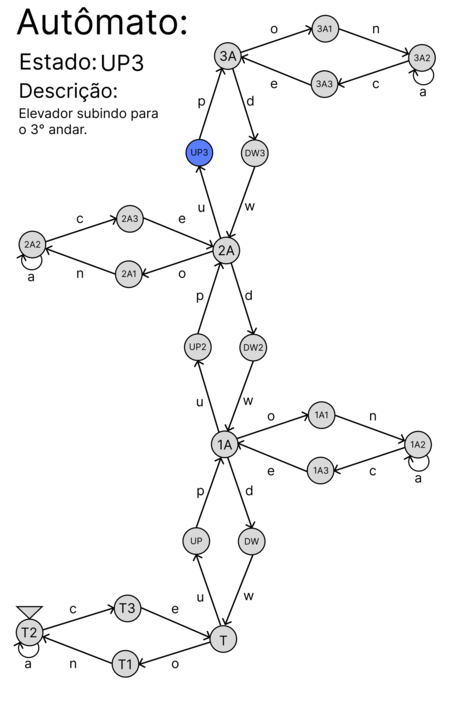 Autômato:
Estado: UP3
Descrição:
Elevador subindo para
o 3° andar.
o
3A1
n
3A
3A2
e
3A3
c
a
p
d
UP3
DW3
u
w
c
2A3
e
2A2
2A
a
n
2A1
o
p
d
UP2
DW2
u
w
o
1A1
n
1A
1A2
e
1A3
c
a
p
d
UP
DW
u
w
c
T3
e
T2
T
a
n
T1
o